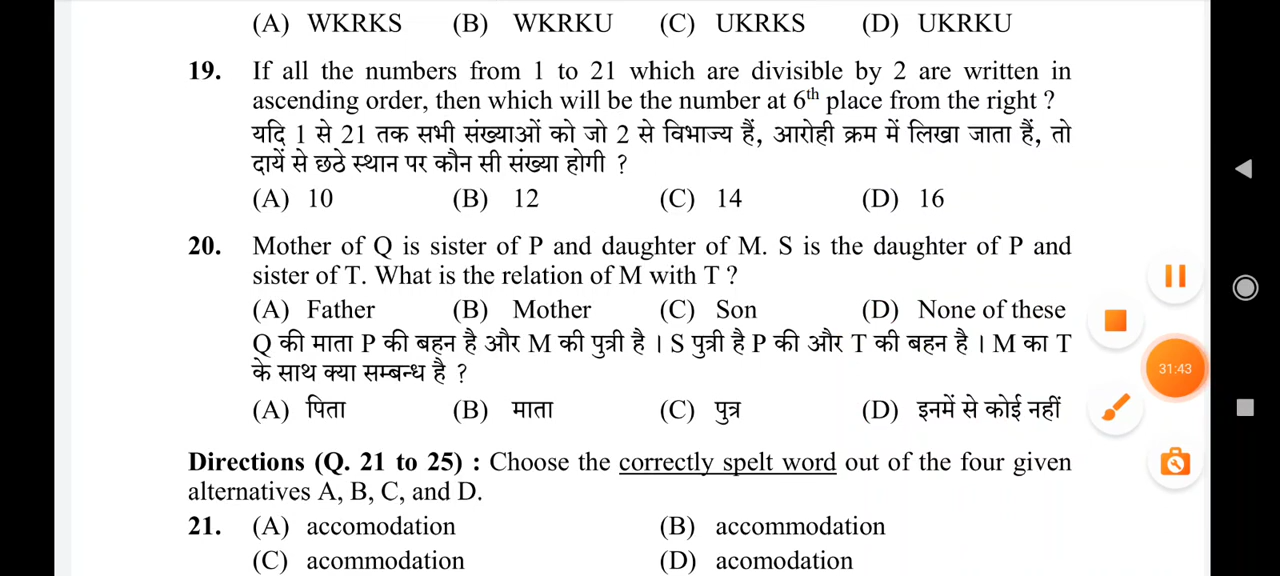 (A) WKRKS (B) WKRKU (C) UKRKS (D) UKRKU
19. If all the numbers from 1 to 21 which are divisible by 2 are written in
ascending order, then which will be the number at 6th place from the right ?
यदि 1 से 21 तक सभी संख्याओं को जो 2 से विभाज्य हैं, आरोही क्रम में लिखा जाता हैं, तो
दायें से छठे स्थान पर कौन सी संख्या होगी ?
(A) 10 (B) 12 (C) 14 (D) 16
20. Mother of Q is sister of P and daughter of M. S is the daughter of P and
sister of T. What is the relation of M with T ?
(A) Father (B) Mother (C) Son (D) None of these
Q की माता P की बहन है और M की पुत्री है । S पुत्री है P की और T की बहन है । M का T
के साथ क्या सम्बन्ध है ?
(A) पिता (B) माता (C) पुत्र (D) इनमें से कोई नहीं
Directions (Q. 21 to 25) : Choose the correctly spelt word out of the four given
alternatives A, B, C, and D.
21. (A) accomodation (B) accommodation
(C) acommodation (D) acomodation
31:43